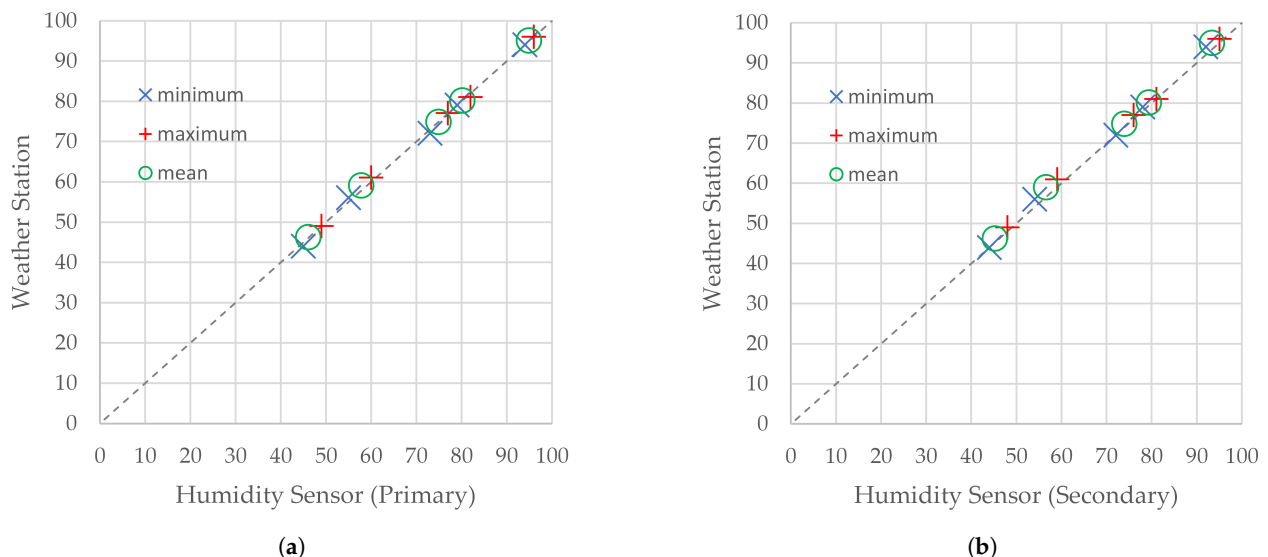 100
90
80
70
60
50
40
30
20
10
0
Weather Station
minimum
maximum
mean
0 10 20 30 40 50 60 70 80 90 100
Humidity Sensor (Primary)
(a)
100
90
80
70
60
50
40
30
20
10
0
Weather Station
minimum
maximum
mean
0 10 20 30 40 50 60 70 80 90 100
Humidity Sensor (Secondary)
(b)